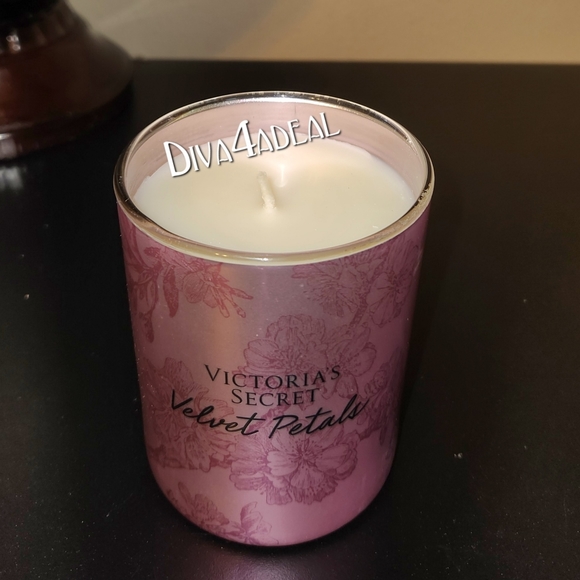 Diva4aDeal
VICTORIA'S
SECRET
Velvet Petals